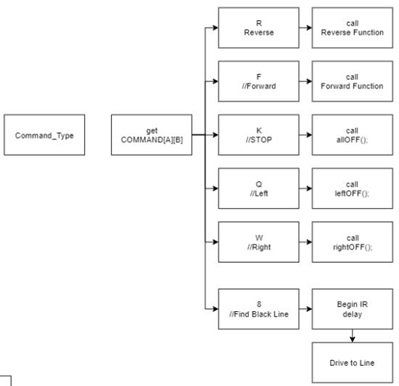 R
Reverse
call
Reverse Function
F
//Forward
call
Forward Function
Command_Type
get
COMMAND[A][B]
K
//STOP
call
allOFF();
Q
//Left
call
leftOFF();
W
//Right
call
rightOFF();
8
//Find Black Line
Begin IR
delay
Drive to Line